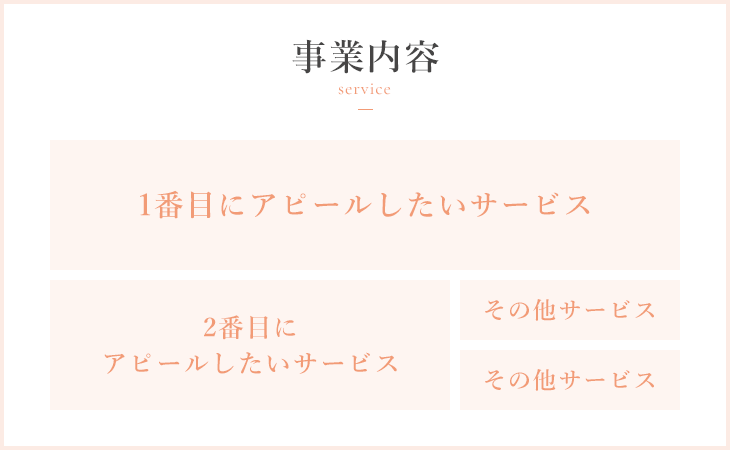 事業内容
service
1番目にアピールしたいサービス
2番目に
アピールしたいサービス
その他サービス
その他サービス